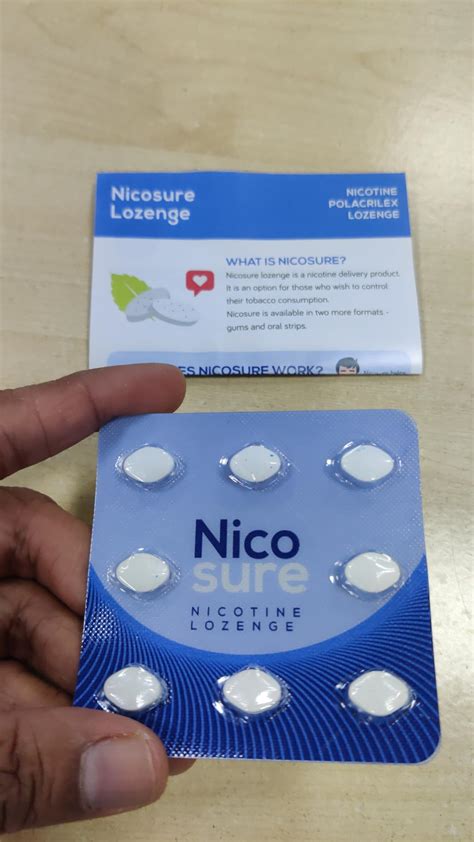 Nicosure
Lozenge
NICOTINE
POLACRILEX
LOZENGE
WHAT IS NICOSURE?
Nicosure lozenge is a nicotine delivery product.
It is an option for those who wish to control
their tobacco consumption.
Nicosure is available in two more formats -
gums and oral strips.
NICOSURE WORK?
Nico
sure
NICOTINE
LOZENGE